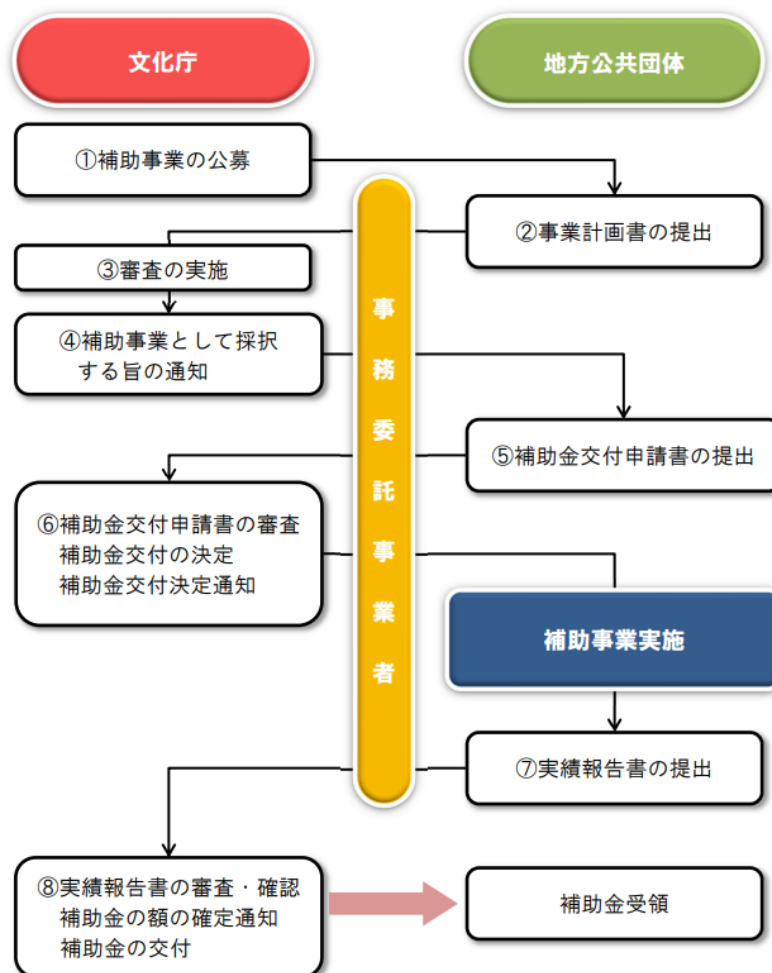 文化庁
地方公共団体
①補助事業の公募
②事業計画書の提出
③審査の実施
④補助事業として採択
する旨の通知
事務委託事業者
⑤補助金交付申請書の提出
⑥補助金交付申請書の審査
補助金交付の決定
補助金交付決定通知
補助事業実施
⑦実績報告書の提出
⑧実績報告書の審査・確認
補助金の額の確定通知
補助金の交付
補助金受領